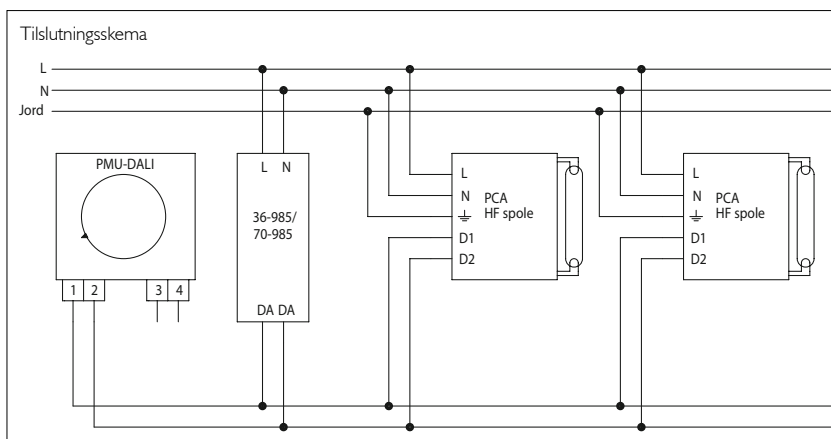 Tilslutningsskema
L
N
Jord
PMU-DALI
1 2 3 4
L N
36-985/
70-985
DA DA
L
N
PCA
HF spole
D1
D2
L
N
PCA
HF spole
D1
D2